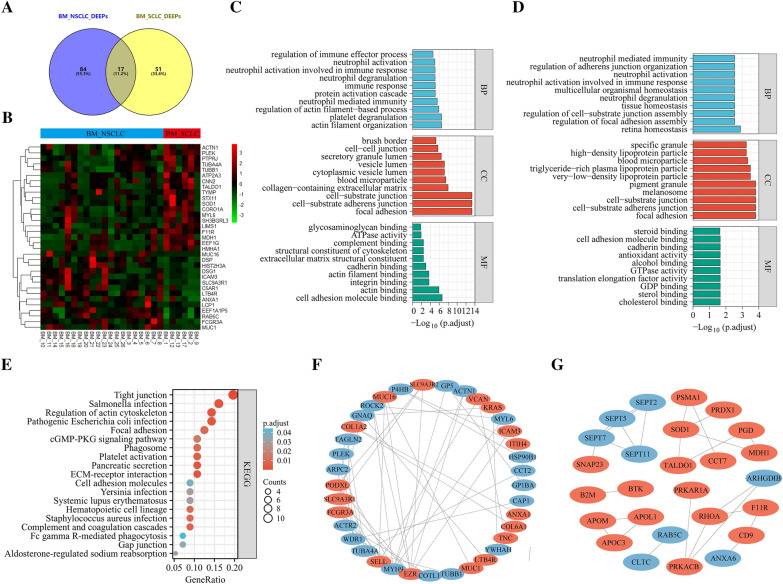 A
BM_NSCLC_DEEPs
BM_SCLC_DEEPs
84
(55.3%)
17
(11.2%)
51
(33.6%)
B
BM_NSCLC
BM_SCLC
ACTN1
PLEK
PTPRJ
TUBA4A
TUBB1
ATP2A3
CNN2
TALDO1
TYMP
STX11
SOD1
CORO1A
MYL6
SH3BGRL3
LIMS1
F11R
MDH1
EEF1G
HMHA1
MUC16
DSP
HIST2H3A
DSG1
ICAM3
SLC9A3R1
C5AR1
LTB4R
ANXA1
LCP1
EEF1A1P5
RAB5C
FCGR3A
MUC1
3
2
1
0
-1
-2
-3
C
regulation of immune effector process
neutrophil activation
neutrophil activation involved in immune response
neutrophil degranulation
immune response
protein activation cascade
neutrophil mediated immunity
regulation of actin filament−based process
platelet degranulation
actin filament organization
BP
brush border
cell−cell junction
secretory granule lumen
vesicle lumen
cytoplasmic vesicle lumen
blood microparticle
collagen−containing extracellular matrix
cell−substrate junction
cell−substrate adherens junction
focal adhesion
CC
glycosaminoglycan binding
ATPase activity
complement binding
structural constituent of cytoskeleton
extracellular matrix structural constituent
cadherin binding
actin filament binding
integrin binding
actin binding
cell adhesion molecule binding
MF
0 2 4 6 8 10 12 14
−Log10 (p.adjust)
D
neutrophil mediated immunity
regulation of adherens junction organization
neutrophil activation
neutrophil activation involved in immune response
multicellular organismal homeostasis
neutrophil degranulation
tissue homeostasis
regulation of cell−substrate junction assembly
regulation of focal adhesion assembly
retina homeostasis
BP
specific granule
high−density lipoprotein particle
blood microparticle
triglyceride−rich plasma lipoprotein particle
very−low−density lipoprotein particle
pigment granule
melanosome
cell−substrate junction
cell−substrate adherens junction
focal adhesion
CC
steroid binding
cell adhesion molecule binding
cadherin binding
antioxidant activity
alcohol binding
GTPase activity
translation elongation factor activity
GDP binding
sterol binding
cholesterol binding
MF
0 1 2 3 4
−Log10 (p.adjust)
E
Tight junction
Salmonella infection
Regulation of actin cytoskeleton
Pathogenic Escherichia coli infection
Focal adhesion
cGMP-PKG signaling pathway
Phagosome
Platelet activation
Pancreatic secretion
ECM-receptor interaction
Cell adhesion molecules
Yersinia infection
Systemic lupus erythematosus
Hematopoietic cell lineage
Staphylococcus aureus infection
Complement and coagulation cascades
Fc gamma R-mediated phagocytosis
Gap junction
Aldosterone-regulated sodium reabsorption
KEGG
0.05 0.10 0.15 0.20
GeneRatio
p.adjust
0.04
0.03
0.02
0.01
Counts
4
6
8
10
F
SLC9A3R2
GP5
P4HB
ACTN1
MUC16
VCAN
ROCK2
KRAS
GNAQ
MYL6
COL1A2
ICAM3
TAGLN2
ITIH4
PLEK
HSP90B1
ARPC2
CCT2
PODXL
GP1BA
SLC9A3R1
CAP1
FCGR3A
ANXA1
ACTR2
COL6A3
WDR1
TNC
TUBA4A
YWHAH
SELL
LTB4R
MYH9
MUC1
EZR
COTL1
TUBB1
G
SEPT2
PSMA1
PRDX1
SEPT5
SOD1
PGD
SEPT7
SEPT11
MDH1
SNAP23
TALDO1
CCT7
ARHGDIB
BTK
PRKAR1A
B2M
F11R
APOM
APOL1
RHOA
RAB5C
CD9
APOC3
CLTC
PRKACB
ANXA6